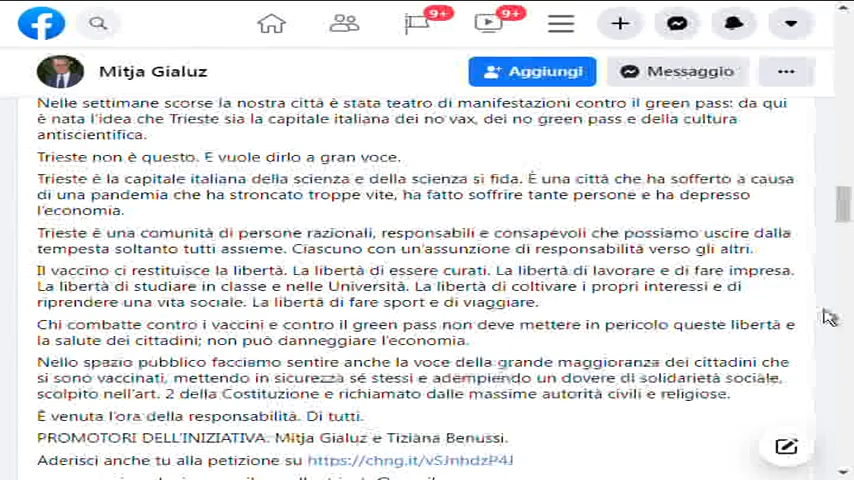 9+
9+
Mitja Gialuz
Aggiungi
Messaggio
Nelle settimane scorse la nostra città è stata teatro di manifestazioni contro il green pass: da qui
è nata l'idea che Trieste sia la capitale italiana dei no vax, dei no green pass e della cultura
antiscientifica.
Trieste non è questo. E vuole dirlo a gran voce.
Trieste è la capitale italiana della scienza e della scienza si fida. È una città che ha sofferto a causa
di una pandemia che ha stroncato troppe vite, ha fatto soffrire tante persone e ha depresso
l'economia.
Trieste è una comunità di persone razionali, responsabili e consapevoli che possiamo uscire dalla
tempesta soltanto tutti assieme. Ciascuno con un'assunzione di responsabilità verso gli altri.
Il vaccino ci restituisce la libertà. La libertà di essere curati. La libertà di lavorare e di fare impresa.
La libertà di studiare in classe e nelle Università. La libertà di coltivare i propri interessi e di
riprendere una vita sociale. La libertà di fare sport e di viaggiare.
Chi combatte contro i vaccini e contro il green pass non deve mettere in pericolo queste libertà e
la salute dei cittadini; non può danneggiare l'economia.
Nello spazio pubblico facciamo sentire anche la voce della grande maggioranza dei cittadini che
si sono vaccinati, mettendo in sicurezza sé stessi e adempiendo un dovere di solidarietà sociale,
scolpito nell'art. 2 della Costituzione e richiamato dalle massime autorità civili e religiose.
È venuta l'ora della responsabilità. Di tutti.
PROMOTORI DELL'INIZIATIVA. Mitja Gialuz e Tiziana Benussi.
Aderisci anche tu alla petizione su https://chng.it/vSJnhdzP4J